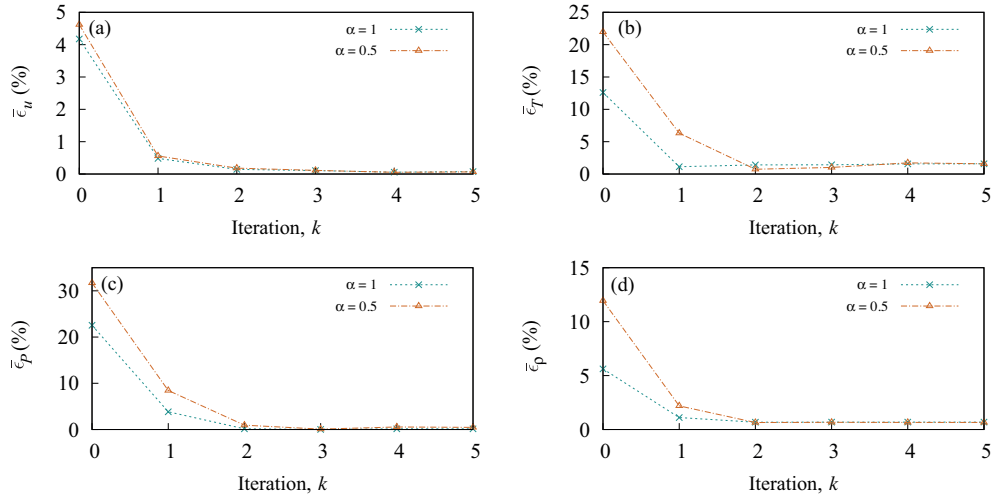 (a)
α = 1
α = 0.5
5
4
3
2
1
0
ϵ̄u (%)
0 1 2 3 4 5
Iteration, k
(b)
α = 1
α = 0.5
25
20
15
10
5
0
ϵ̄T (%)
0 1 2 3 4 5
Iteration, k
(c)
α = 1
α = 0.5
30
20
10
0
ϵ̄P (%)
0 1 2 3 4 5
Iteration, k
(d)
α = 1
α = 0.5
15
10
5
0
ϵ̄ρ (%)
0 1 2 3 4 5
Iteration, k